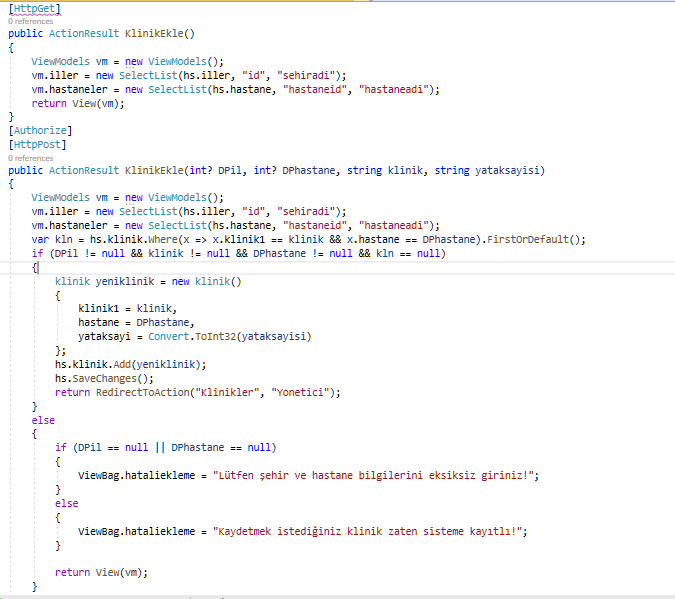 [HttpGet]
0 references
public ActionResult KlinikEkle()
{
ViewModels vm = new ViewModels();
vm.iller = new SelectList(hs.iller, "id", "sehiradi");
vm.hastaneler = new SelectList(hs.hastane, "hastaneid", "hastaneadi");
return View(vm);
}
[Authorize]
[HttpPost]
0 references
public ActionResult KlinikEkle(int? DPil, int? DPhastane, string klinik, string yataksayisi)
{
ViewModels vm = new ViewModels();
vm.iller = new SelectList(hs.iller, "id", "sehiradi");
vm.hastaneler = new SelectList(hs.hastane, "hastaneid", "hastaneadi");
var kln = hs.klinik.Where(x => x.klinik1 == klinik && x.hastane == DPhastane).FirstOrDefault();
if (DPil != null && klinik != null && DPhastane != null && kln == null)
{
klinik yeniklinik = new klinik()
{
klinik1 = klinik,
hastane = DPhastane,
yataksayi = Convert.ToInt32(yataksayisi)
};
hs.klinik.Add(yeniklinik);
hs.SaveChanges();
return RedirectToAction("Klinikler", "Yonetici");
}
else
{
if (DPil == null || DPhastane == null)
{
ViewBag.hataliekleme = "Lütfen şehir ve hastane bilgilerini eksiksiz giriniz!";
}
else
{
ViewBag.hataliekleme = "Kaydetmek istediğiniz klinik zaten sisteme kayıtlı!";
}
return View(vm);
}